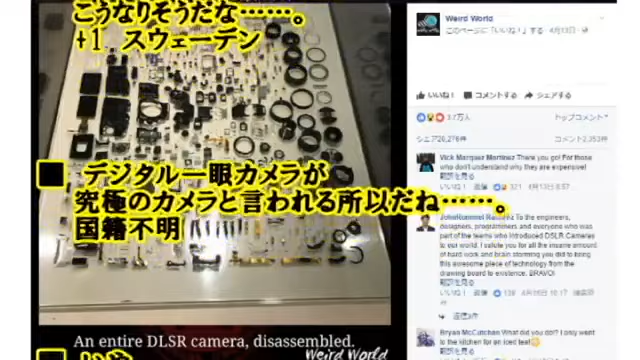 こうなりそうだな……。
+1 スウェーデン
■ デジタル一眼カメラが
究極のカメラと言われる所以だね……。
国籍不明
An entire DLSR camera, disassembled.
Weird World
Weird World
このページに「いいね!」する · 4月13日
いいね! コメントする シェアする
3.1万人 トップコメント
シェア26,276件 コメント2,353件
Vick Marquez Martinez Thank you god For those
who don't understand why they are expensive!
翻訳を見る
いいね! · 返信 · 321 · 4月13日 8:57
To the engineers,
designers, programmers and everyone who was
part of the teams who introduced DSLR Cameras
to our world. I salute you for all the insane amount
of hard work and brain storming you did to bring
this awesome piece of technology from the
drawing board to existence. BRAVO!
翻訳を見る
Bryan McCutchan What did you do!? I only went
to the kitchen for an iced tea!
翻訳を見る